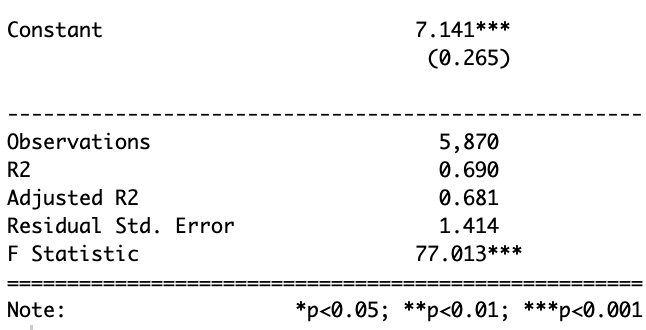 Constant 7.141***
(0.265)
-----------------------------------------------------
Observations 5,870
R2 0.690
Adjusted R2 0.681
Residual Std. Error 1.414
F Statistic 77.013***
=====================================================
Note: *p<0.05; **p<0.01; ***p<0.001